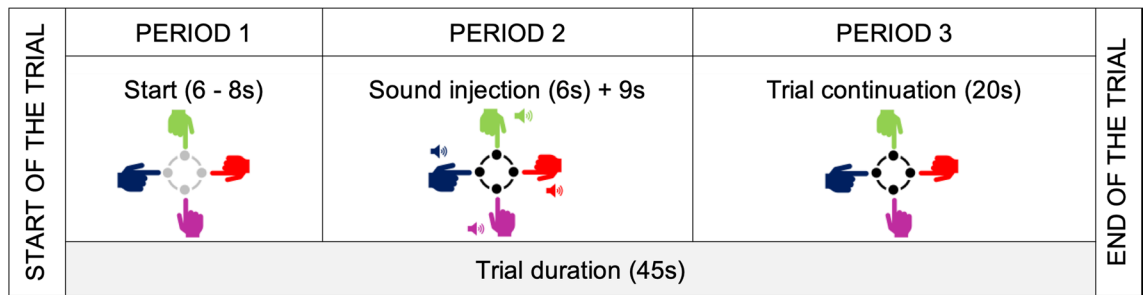 START OF THE TRIAL
PERIOD 1
PERIOD 2
PERIOD 3
Start (6 - 8s)
Sound injection (6s) + 9s
Trial continuation (20s)
END OF THE TRIAL
Trial duration (45s)